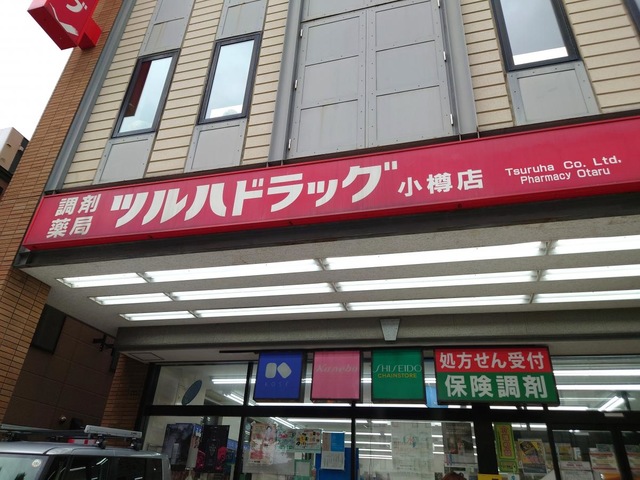 調剤
薬局
ツルハドラッグ 小樽店
Tsuruha Co. Ltd.
Pharmacy Otaru
SHISEIDO
CHAINSTORE
処方せん受付
保険調剤